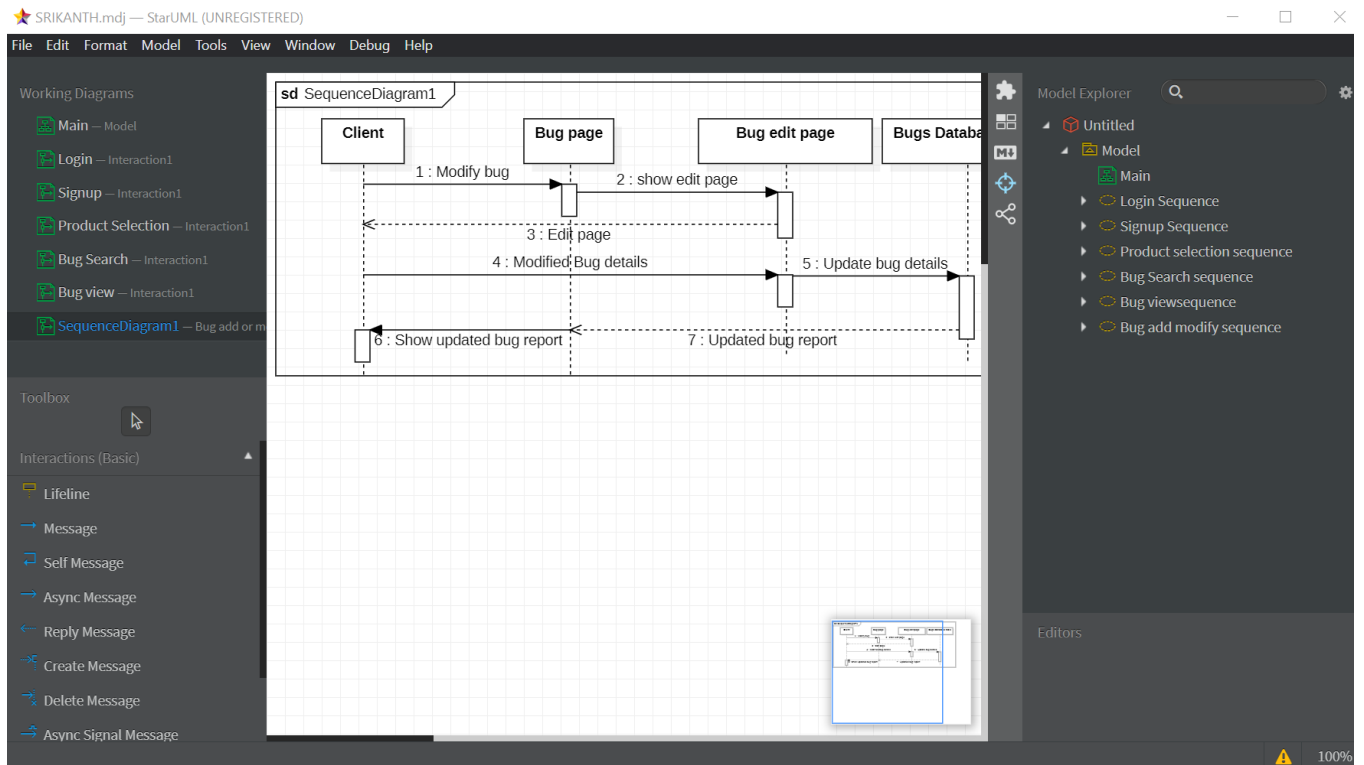 SRIKANTH.mdj — StarUML (UNREGISTERED)
File Edit Format Model Tools View Window Debug Help
Working Diagrams
Main — Model
Login — Interaction1
Signup — Interaction1
Product Selection — Interaction1
Bug Search — Interaction1
Bug view — Interaction1
SequenceDiagram1 — Bug add or m
Toolbox
Interactions (Basic)
Lifeline
Message
Self Message
Async Message
Reply Message
Create Message
Delete Message
Async Signal Message
sd SequenceDiagram1
Client
Bug page
Bug edit page
Bugs Databa
1 : Modify bug
2 : show edit page
3 : Edit page
4 : Modified Bug details
5 : Update bug details
6 : Show updated bug report
7 : Updated bug report
M
Model Explorer
Untitled
Model
Main
Login Sequence
Signup Sequence
Product selection sequence
Bug Search sequence
Bug viewsequence
Bug add modify sequence
Editors
100%